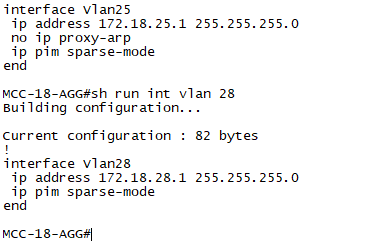 interface Vlan25
 ip address 172.18.25.1 255.255.255.0
 no ip proxy-arp
 ip pim sparse-mode
end
MCC-18-AGG#sh run int vlan 28
Building configuration...
Current configuration : 82 bytes
!
interface Vlan28
 ip address 172.18.28.1 255.255.255.0
 ip pim sparse-mode
end
MCC-18-AGG#